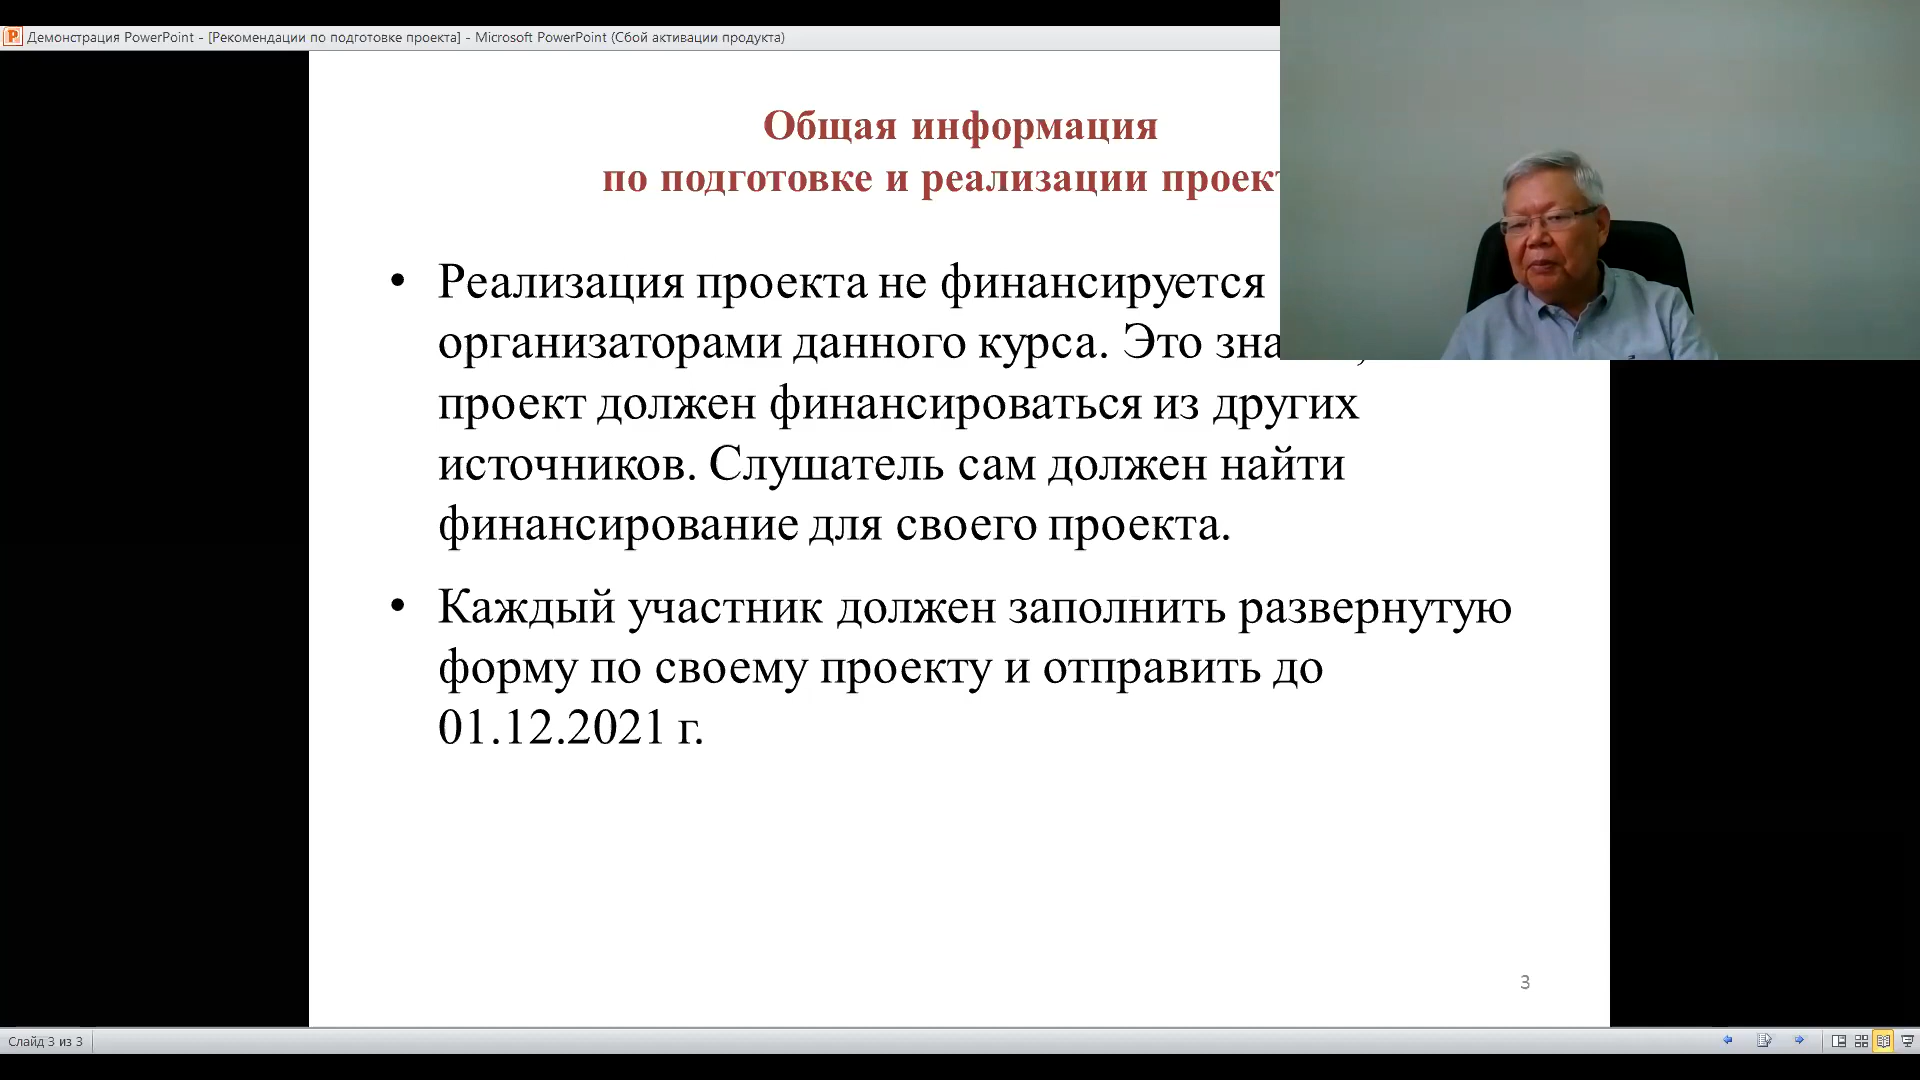 Демонстрация PowerPoint - [Рекомендации по подготовке проекта] - Microsoft PowerPoint (Сбой активации продукта)
Общая информация
по подготовке и реализации
Реализация проекта не финансируется
организаторами данного курса. Это
проект должен финансироваться из других
источников. Слушатель сам должен найти
финансирование для своего проекта.
Каждый участник должен заполнить развернутую
форму по своему проекту и отправить до
01.12.2021 г.
3
Слайд 3 из 3